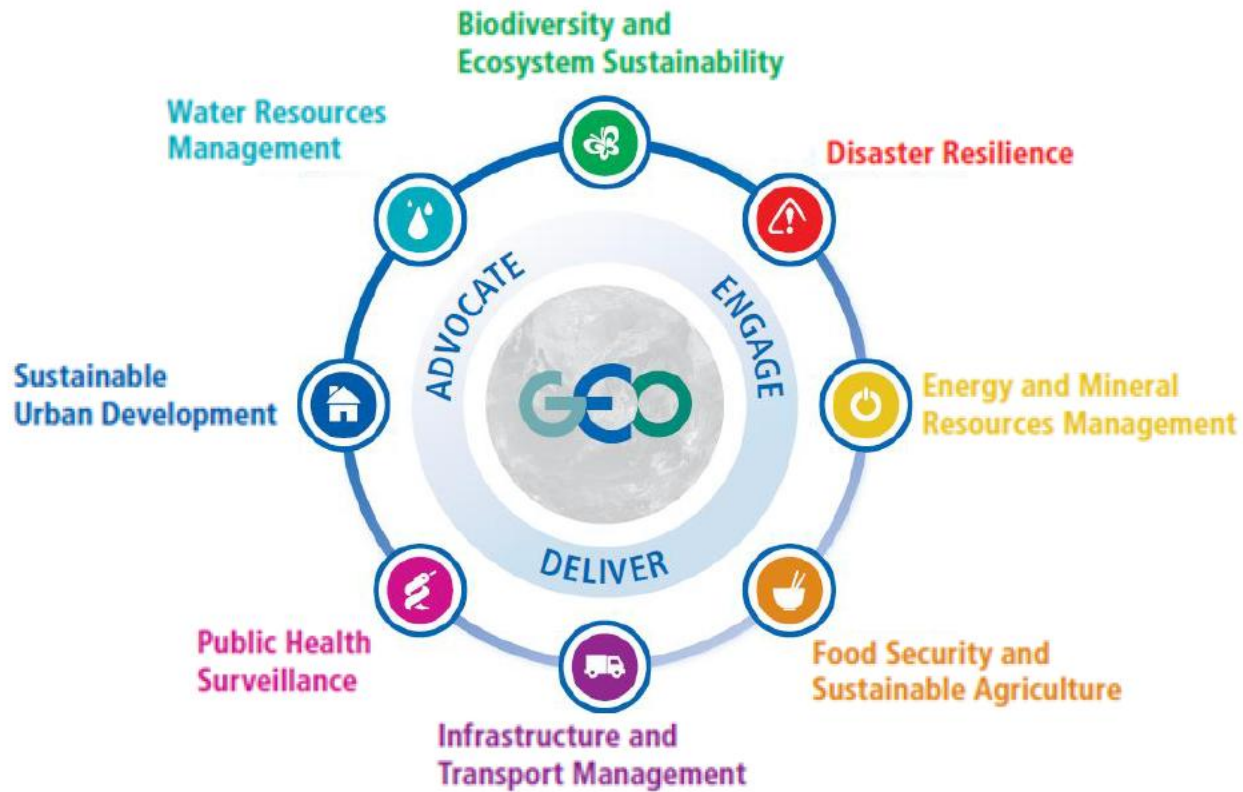 Biodiversity and
Ecosystem Sustainability
Water Resources
Management
Disaster Resilience
ADVOCATE
ENGAGE
GEO
Sustainable
Urban Development
Energy and Mineral
Resources Management
DELIVER
Public Health
Surveillance
Food Security and
Sustainable Agriculture
Infrastructure and
Transport Management